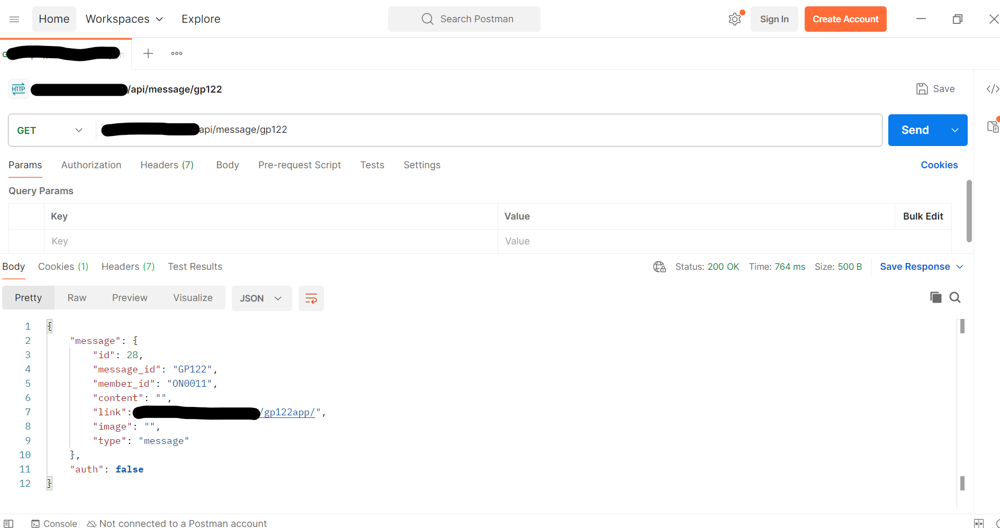 Home Workspaces Explore Search Postman Sign In Create Account
HTTP /api/message/gp122 Save </>
GET api/message/gp122 Send
Params Authorization Headers (7) Body Pre-request Script Tests Settings Cookies
Query Params
Key Value Bulk Edit
Key Value
Body Cookies (1) Headers (7) Test Results Status: 200 OK Time: 764 ms Size: 500 B Save Response
Pretty Raw Preview Visualize JSON
1 {
2 "message": {
3 "id": 28,
4 "message_id": "GP122",
5 "member_id": "ON0011",
6 "content": "",
7 "link": /gp122app/",
8 "image": "",
9 "type": "message"
10 },
11 "auth": false
12 }
Console Not connected to a Postman account